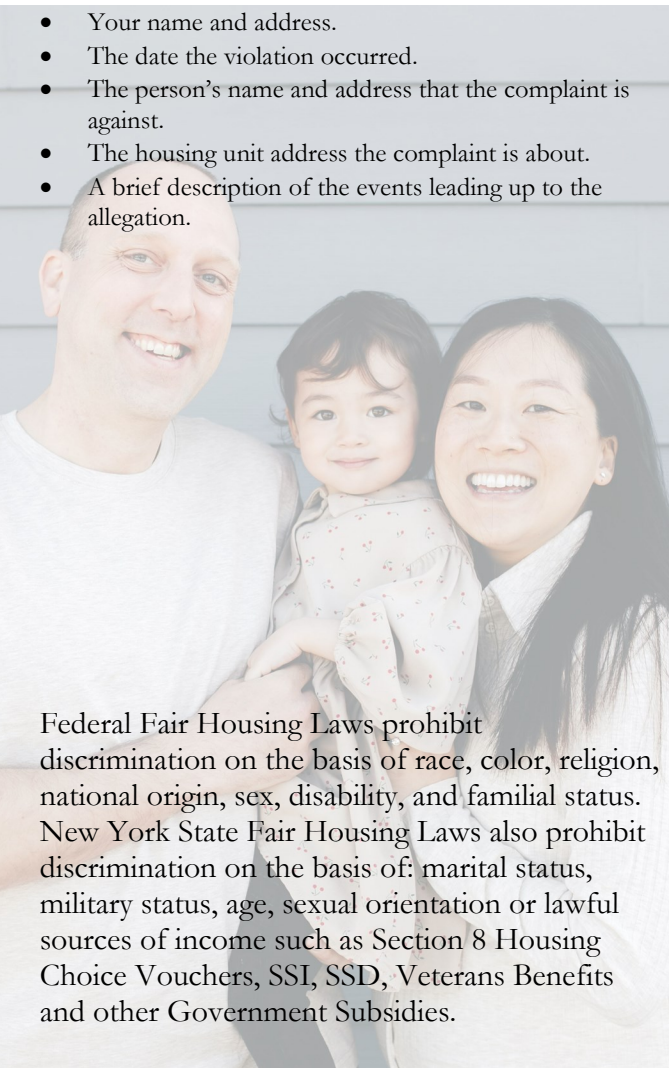 • Your name and address.
• The date the violation occurred.
• The person’s name and address that the complaint is
against.
• The housing unit address the complaint is about.
• A brief description of the events leading up to the
allegation.
Federal Fair Housing Laws prohibit
discrimination on the basis of race, color, religion,
national origin, sex, disability, and familial status.
New York State Fair Housing Laws also prohibit
discrimination on the basis of: marital status,
military status, age, sexual orientation or lawful
sources of income such as Section 8 Housing
Choice Vouchers, SSI, SSD, Veterans Benefits
and other Government Subsidies.